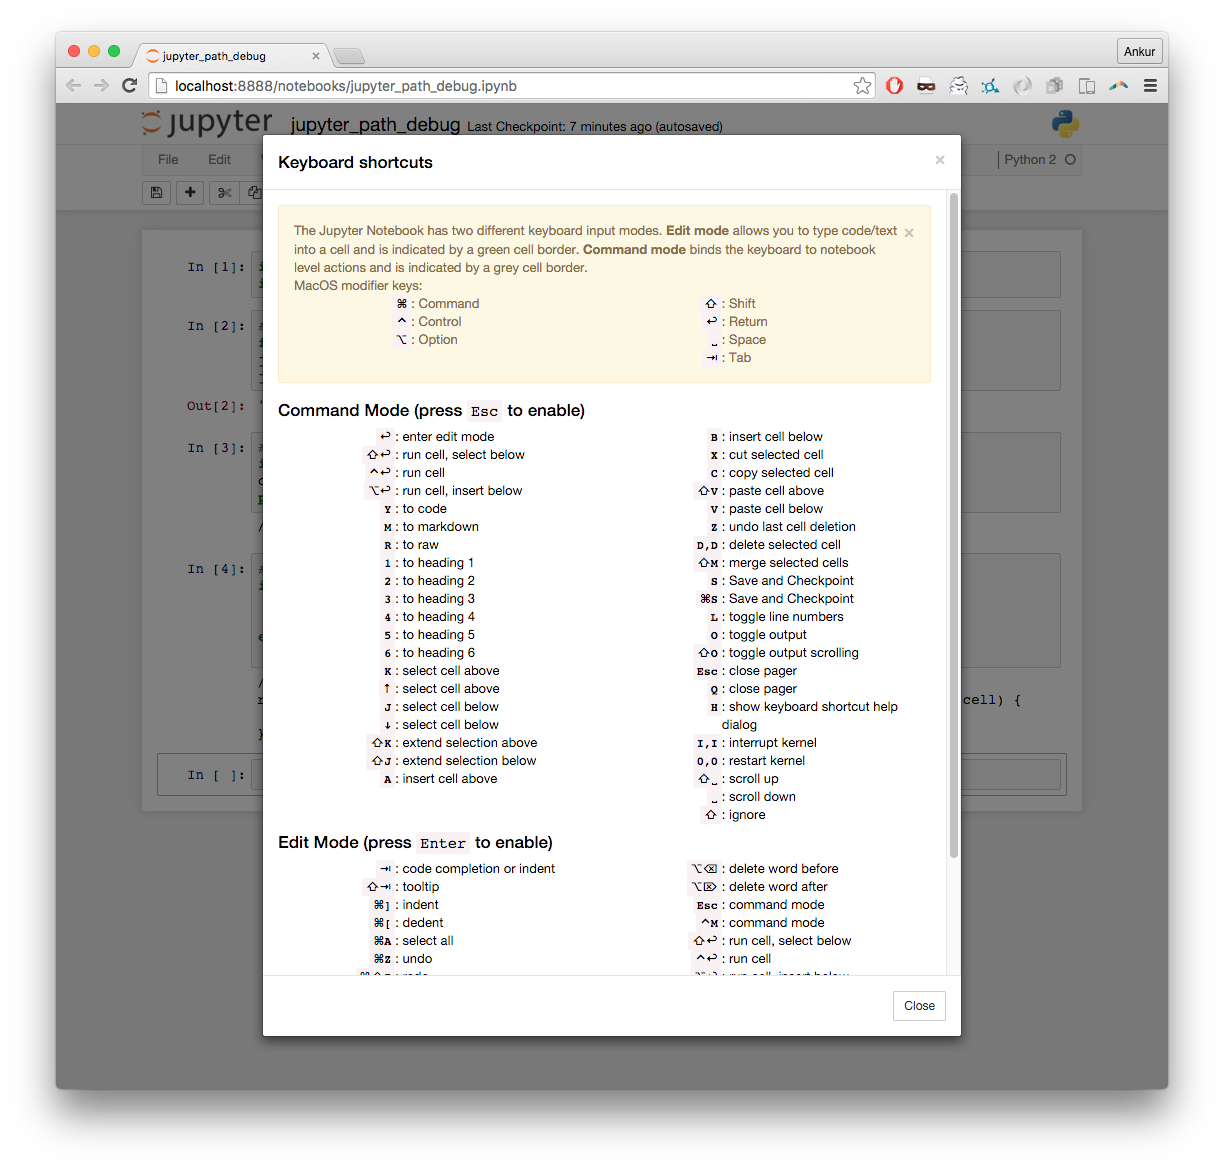 jupyter_path_debug
Ankur
localhost:8888/notebooks/jupyter_path_debug.ipynb
jupyter jupyter_path_debug Last Checkpoint: 7 minutes ago (autosaved)
File Edit
Python 2
Keyboard shortcuts
The Jupyter Notebook has two different keyboard input modes. Edit mode allows you to type code/text
into a cell and is indicated by a green cell border. Command mode binds the keyboard to notebook
level actions and is indicated by a grey cell border.
MacOS modifier keys:
⌘ : Command
⌃ : Control
⌥ : Option
⇧ : Shift
↩ : Return
␣ : Space
⇥ : Tab
Command Mode (press Esc to enable)
↩ : enter edit mode
⇧↩ : run cell, select below
⌃↩ : run cell
⌥↩ : run cell, insert below
Y : to code
M : to markdown
R : to raw
1 : to heading 1
2 : to heading 2
3 : to heading 3
4 : to heading 4
5 : to heading 5
6 : to heading 6
K : select cell above
↑ : select cell above
J : select cell below
↓ : select cell below
⇧K : extend selection above
⇧J : extend selection below
A : insert cell above
B : insert cell below
X : cut selected cell
C : copy selected cell
⇧V : paste cell above
V : paste cell below
Z : undo last cell deletion
D,D : delete selected cell
⇧M : merge selected cells
S : Save and Checkpoint
⌘S : Save and Checkpoint
L : toggle line numbers
O : toggle output
⇧O : toggle output scrolling
Esc : close pager
Q : close pager
H : show keyboard shortcut help
dialog
I,I : interrupt kernel
0,0 : restart kernel
⇧␣ : scroll up
␣ : scroll down
⇧ : ignore
Edit Mode (press Enter to enable)
⇥ : code completion or indent
⇧⇥ : tooltip
⌘] : indent
⌘[ : dedent
⌘A : select all
⌘Z : undo
⌥⌫ : delete word before
⌥⌦ : delete word after
Esc : command mode
⌃M : command mode
⇧↩ : run cell, select below
⌃↩ : run cell
⌥↩ : run cell, insert below
Close
In [1]:
In [2]:
Out[2]:
In [3]:
In [4]:
cell) {
In [ ]: